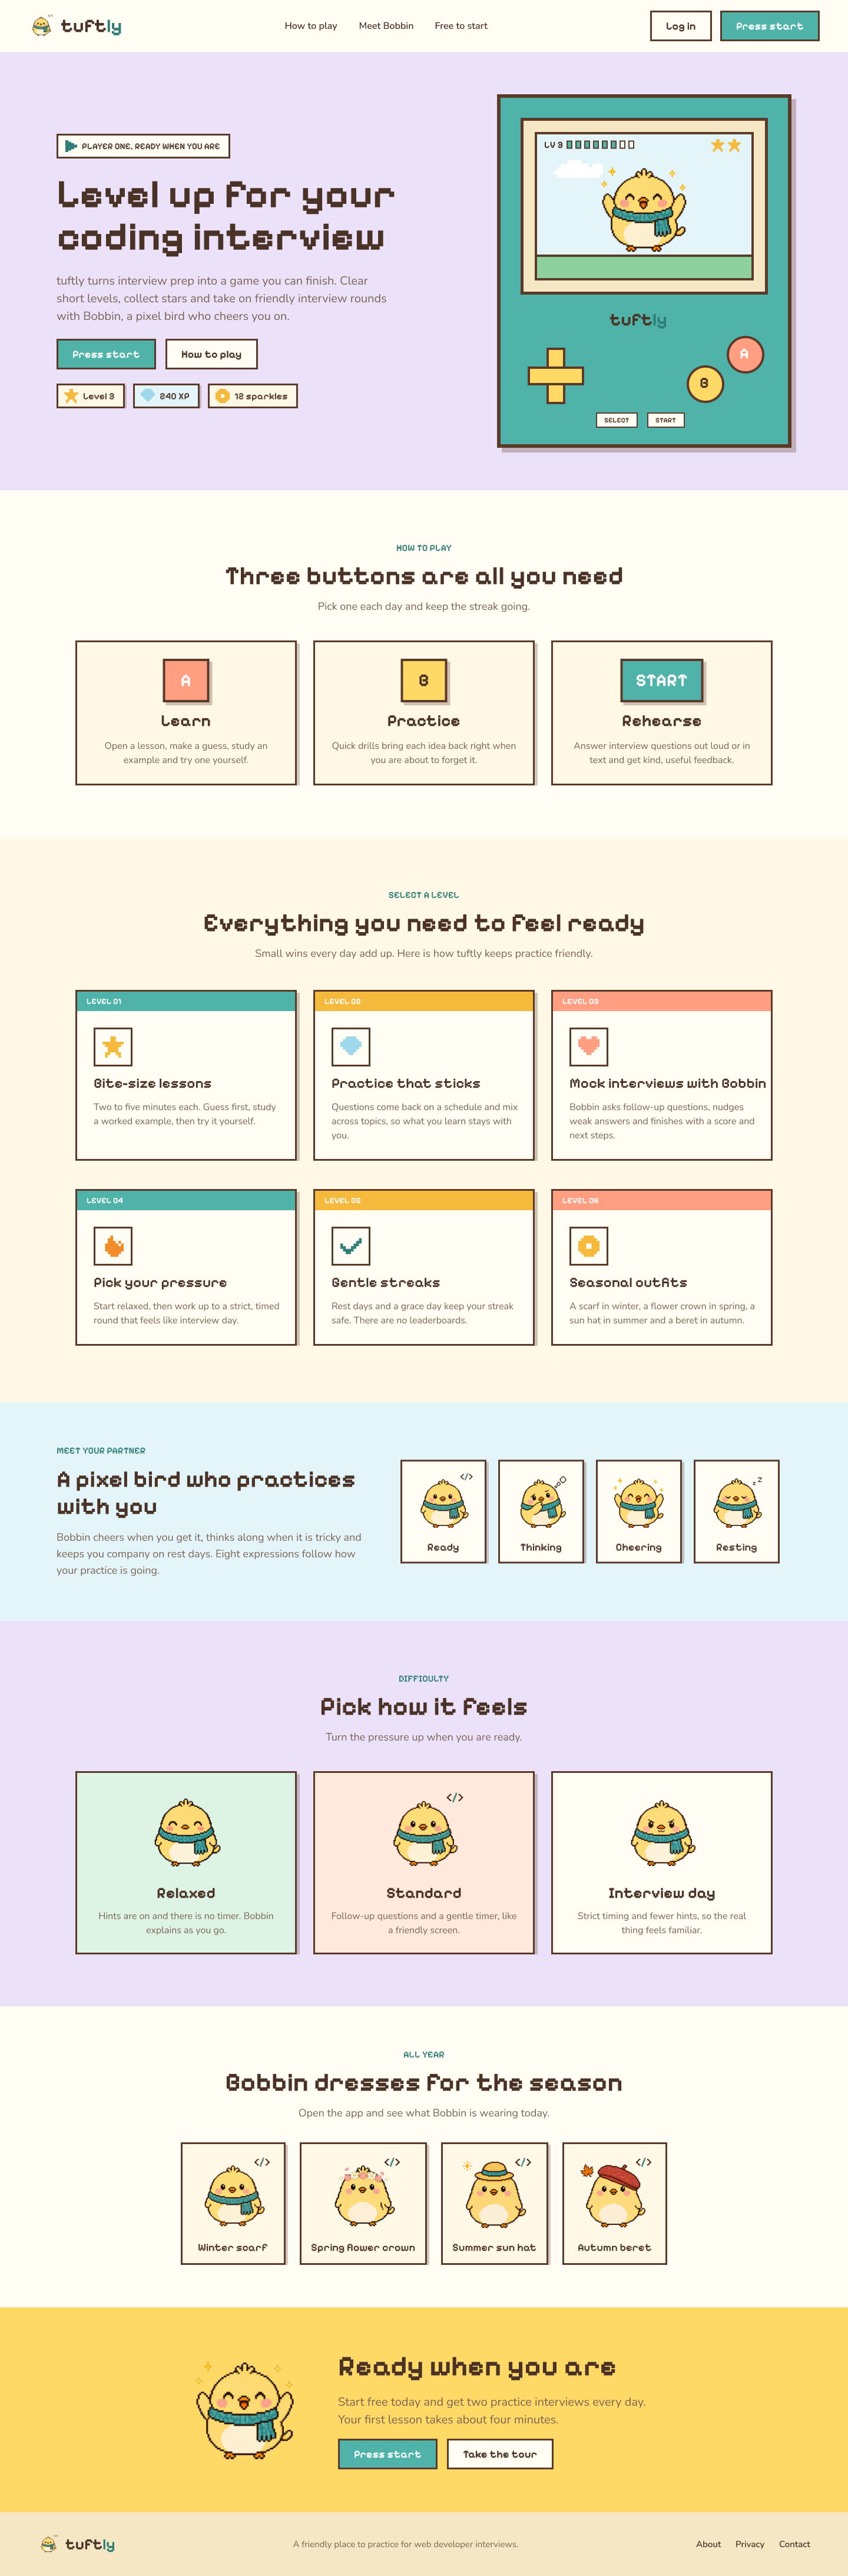 tuftly
How to play
Meet Bobbin
Free to start
Log in
Press start
PLAYER ONE, READY WHEN YOU ARE
Level up for your
coding interview
tuftly turns interview prep into a game you can finish. Clear
short levels, collect stars and take on friendly interview rounds
with Bobbin, a pixel bird who cheers you on.
Press start
How to play
Level 3
240 XP
12 sparkles
LV 3
tuftly
A
B
SELECT
START
HOW TO PLAY
Three buttons are all you need
Pick one each day and keep the streak going.
A
Learn
Open a lesson, make a guess, study an
example and try one yourself.
B
Practice
Quick drills bring each idea back right when
you are about to forget it.
START
Rehearse
Answer interview questions out loud or in
text and get kind, useful feedback.
SELECT A LEVEL
Everything you need to feel ready
Small wins every day add up. Here is how tuftly keeps practice friendly.
LEVEL 01
Bite-size lessons
Two to five minutes each. Guess first, study
a worked example, then try it yourself.
LEVEL 02
Practice that sticks
Questions come back on a schedule and mix
across topics, so what you learn stays with
you.
LEVEL 03
Mock interviews with Bobbin
Bobbin asks follow-up questions, nudges
weak answers and finishes with a score and
next steps.
LEVEL 04
Pick your pressure
Start relaxed, then work up to a strict, timed
round that feels like interview day.
LEVEL 05
Gentle streaks
Rest days and a grace day keep your streak
safe. There are no leaderboards.
LEVEL 06
Seasonal outfits
A scarf in winter, a flower crown in spring, a
sun hat in summer and a beret in autumn.
MEET YOUR PARTNER
A pixel bird who practices
with you
Bobbin cheers when you get it, thinks along when it is tricky and
keeps you company on rest days. Eight expressions follow how
your practice is going.
</>
Ready
Thinking
Cheering
z Z
Resting
DIFFICULTY
Pick how it feels
Turn the pressure up when you are ready.
Relaxed
Hints are on and there is no timer. Bobbin
explains as you go.
</>
Standard
Follow-up questions and a gentle timer, like
a friendly screen.
Interview day
Strict timing and fewer hints, so the real
thing feels familiar.
ALL YEAR
Bobbin dresses for the season
Open the app and see what Bobbin is wearing today.
</>
Winter scarf
</>
Spring flower crown
</>
Summer sun hat
</>
Autumn beret
Ready when you are
Start free today and get two practice interviews every day.
Your first lesson takes about four minutes.
Press start
Take the tour
tuftly
A friendly place to practice for web developer interviews.
About
Privacy
Contact